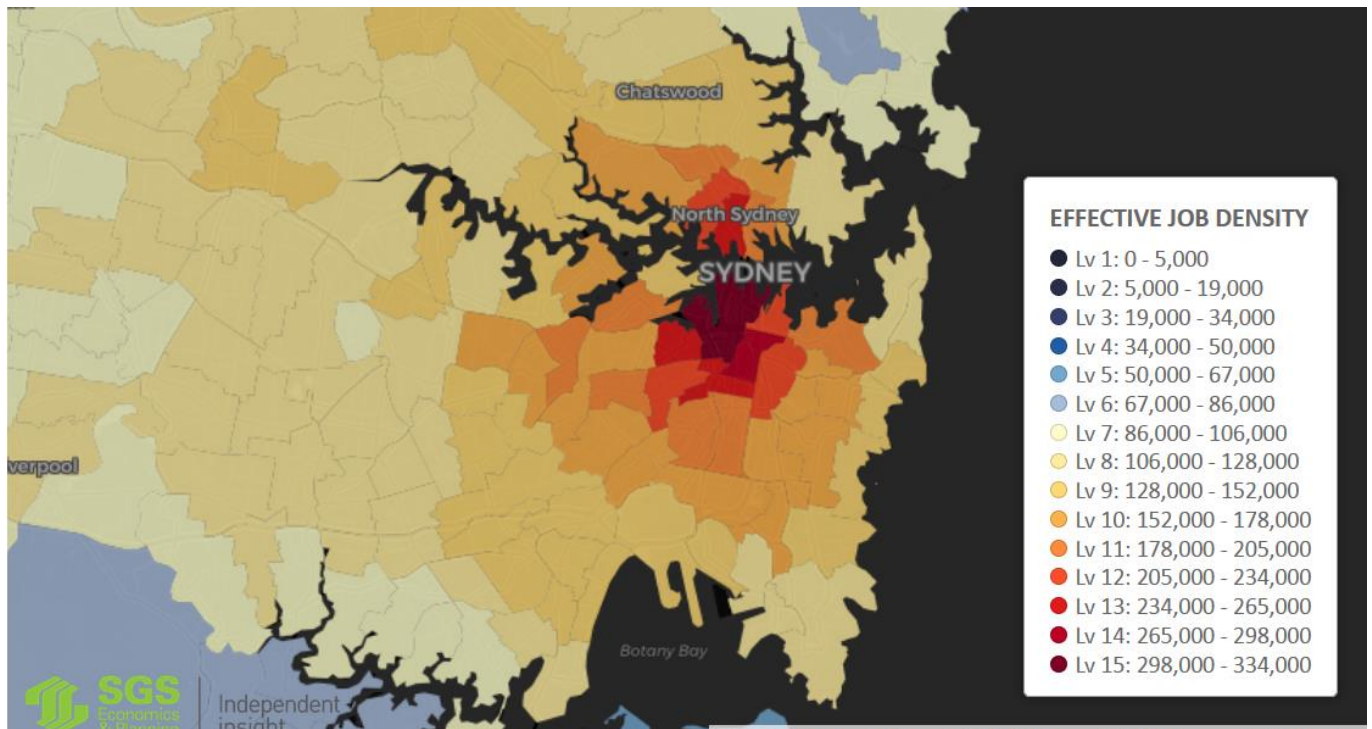 Chatswood
North Sydney
SYDNEY
EFFECTIVE JOB DENSITY
Lv 1: 0 - 5,000
Lv 2: 5,000 - 19,000
Lv 3: 19,000 - 34,000
Lv 4: 34,000 - 50,000
Lv 5: 50,000 - 67,000
Lv 6: 67,000 - 86,000
Lv 7: 86,000 - 106,000
Lv 8: 106,000 - 128,000
Lv 9: 128,000 - 152,000
Lv 10: 152,000 - 178,000
Lv 11: 178,000 - 205,000
Lv 12: 205,000 - 234,000
Lv 13: 234,000 - 265,000
Lv 14: 265,000 - 298,000
Lv 15: 298,000 - 334,000
verpool
Botany Bay
SGS
Economics
Independent
insight